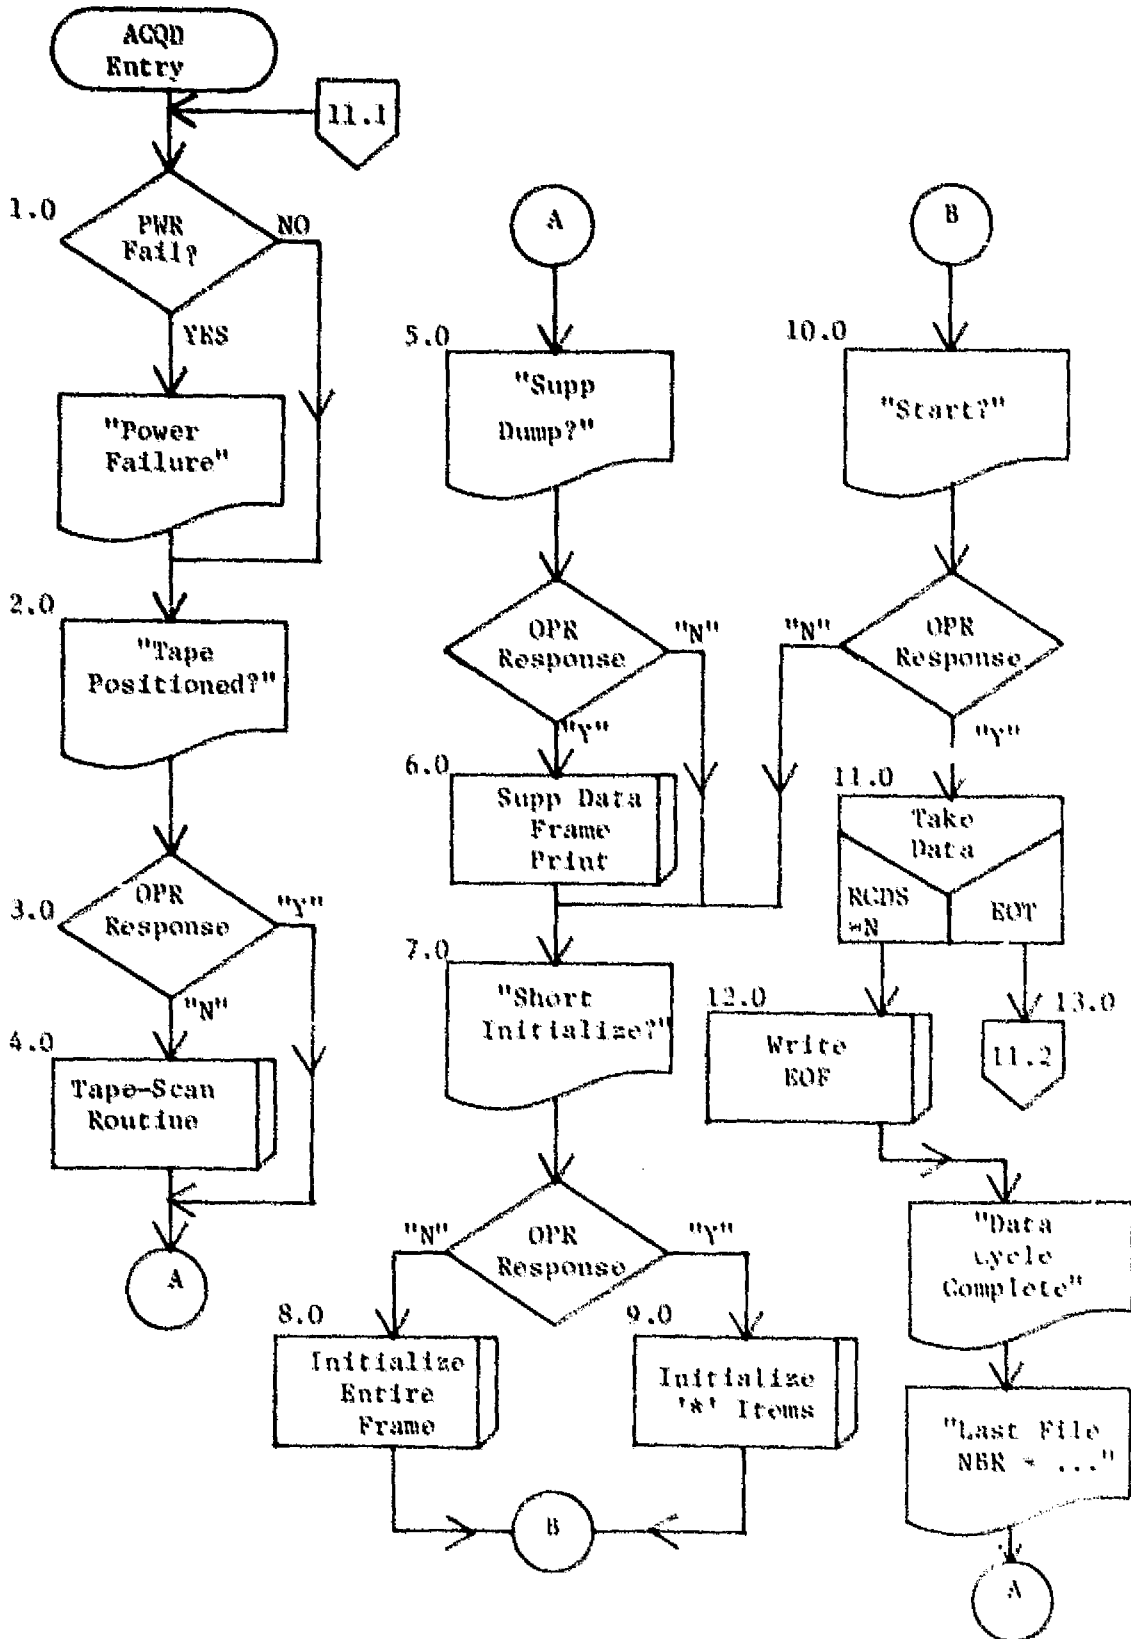 ACQD
Entry
11.1
1.0
PWR
Fail?
NO
YES
"Power
Failure"
2.0
"Tape
Positioned?"
3.0
OPR
Response
"Y"
"N"
4.0
Tape-Scan
Routine
A
A
5.0
"Supp
Dump?"
OPR
Response
"N"
"Y"
6.0
Supp Data
Frame
Print
7.0
"Short
Initialize?"
OPR
Response
"N"
"Y"
8.0
Initialize
Entire
Frame
9.0
Initialize
'*' Items
B
B
10.0
"Start?"
OPR
Response
"N"
"Y"
11.0
Take
Data
RCDS
=N
EOT
12.0
Write
EOF
13.0
11.2
"Data
Cycle
Complete"
"Last File
NBR = ..."
A